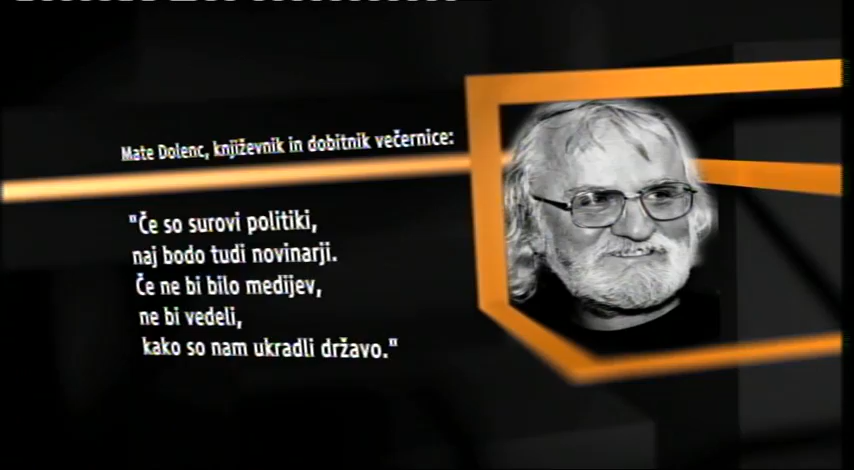 Mate Dolenc, književnik in dobitnik večernice:
"Če so surovi politiki,
naj bodo tudi novinarji.
Če ne bi bilo medijev,
ne bi vedeli,
kako so nam ukradli državo."